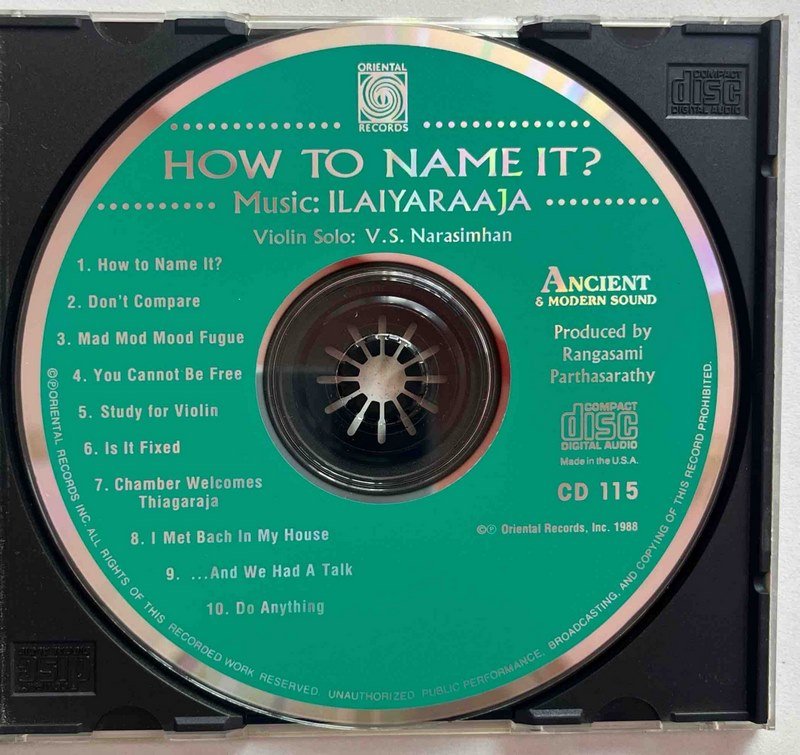 ORIENTAL
RECORDS
HOW TO NAME IT?
Music: ILAIYARAAJA
Violin Solo: V.S. Narasimhan
1. How to Name It?
2. Don't Compare
3. Mad Mod Mood Fugue
4. You Cannot Be Free
5. Study for Violin
6. Is It Fixed
7. Chamber Welcomes
Thiagaraja
8. I Met Bach In My House
9. ...And We Had A Talk
10. Do Anything
ANCIENT
& MODERN SOUND
Produced by
Rangasami
Parthasarathy
COMPACT
disc
DIGITAL AUDIO
Made in the U.S.A.
CD 115
©℗ Oriental Records, Inc. 1988
©℗ORIENTAL RECORDS INC. ALL RIGHTS OF THIS RECORDED WORK RESERVED. UNAUTHORIZED PUBLIC PERFORMANCE, BROADCASTING, AND COPYING OF THIS RECORD PROHIBITED.
COMPACT
disc
DIGITAL AUDIO
COMPACT
disc
DIGITAL AUDIO